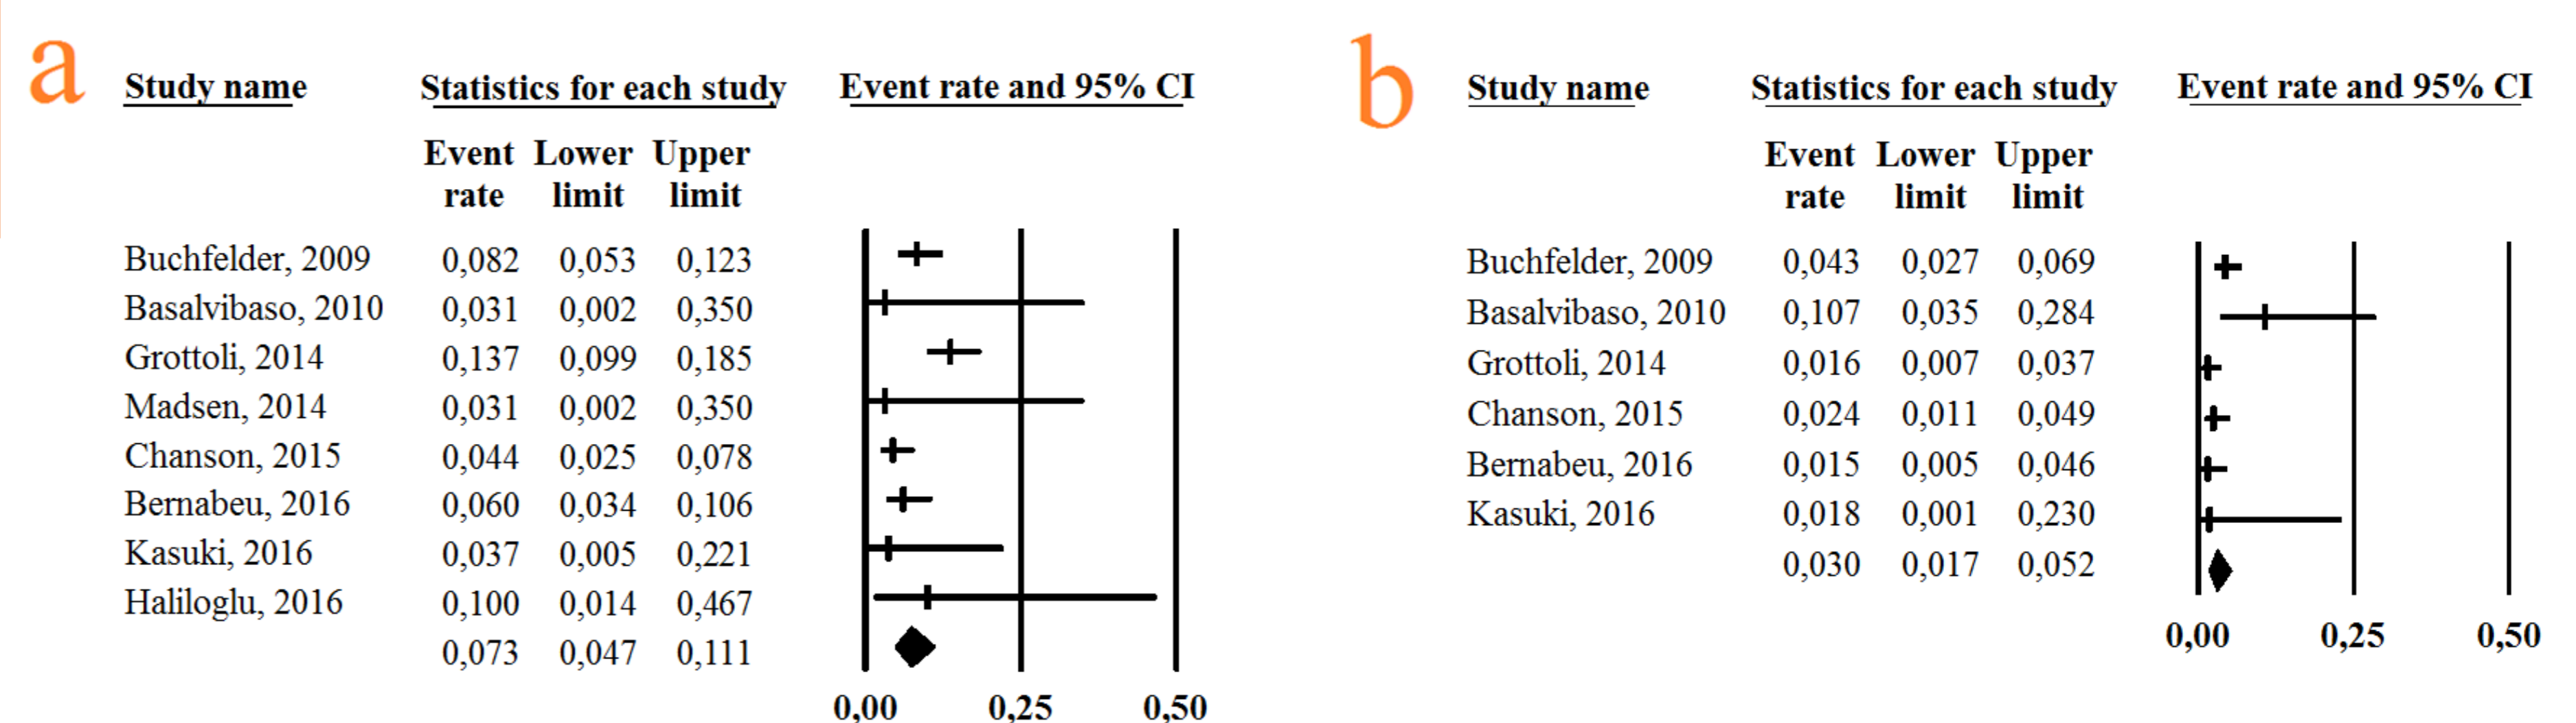 a
Study name Statistics for each study Event rate and 95% CI
Event Lower Upper
rate limit limit
Buchfelder, 2009 0,082 0,053 0,123
Basalvibaso, 2010 0,031 0,002 0,350
Grottoli, 2014 0,137 0,099 0,185
Madsen, 2014 0,031 0,002 0,350
Chanson, 2015 0,044 0,025 0,078
Bernabeu, 2016 0,060 0,034 0,106
Kasuki, 2016 0,037 0,005 0,221
Haliloglu, 2016 0,100 0,014 0,467
0,073 0,047 0,111
0,00 0,25 0,50
b
Study name Statistics for each study Event rate and 95% CI
Event Lower Upper
rate limit limit
Buchfelder, 2009 0,043 0,027 0,069
Basalvibaso, 2010 0,107 0,035 0,284
Grottoli, 2014 0,016 0,007 0,037
Chanson, 2015 0,024 0,011 0,049
Bernabeu, 2016 0,015 0,005 0,046
Kasuki, 2016 0,018 0,001 0,230
0,030 0,017 0,052
0,00 0,25 0,50